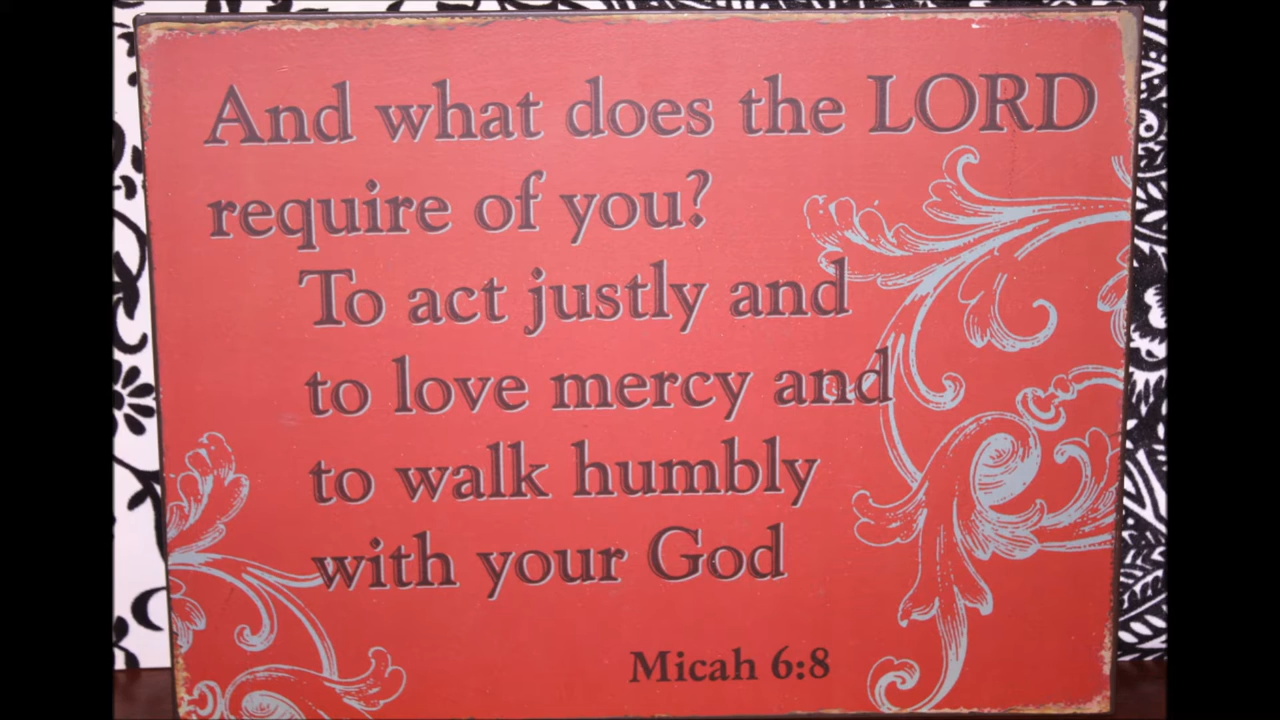 And what does the LORD
require of you?
To act justly and
to love mercy and
to walk humbly
with your God
Micah 6:8